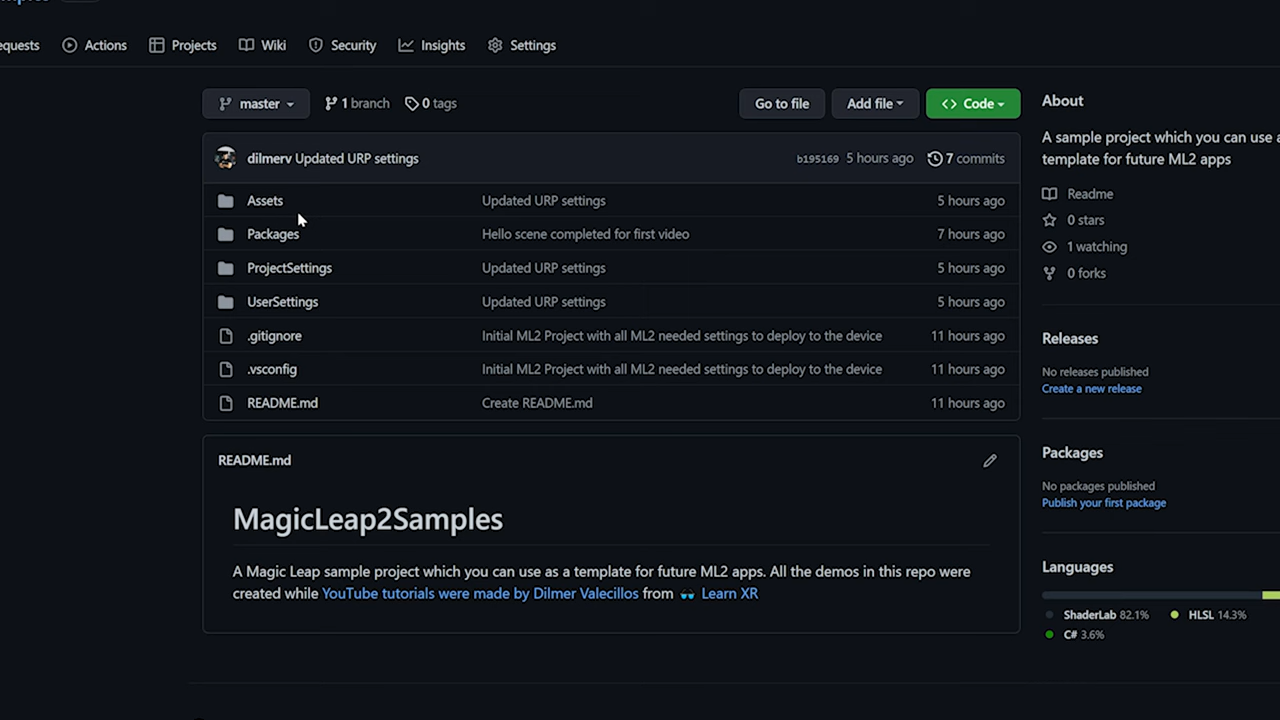 equests Actions Projects Wiki Security Insights Settings
master 1 branch 0 tags Go to file Add file Code
dilmerv Updated URP settings b195169 5 hours ago 7 commits
Assets Updated URP settings 5 hours ago
Packages Hello scene completed for first video 7 hours ago
ProjectSettings Updated URP settings 5 hours ago
UserSettings Updated URP settings 5 hours ago
.gitignore Initial ML2 Project with all ML2 needed settings to deploy to the device 11 hours ago
.vsconfig Initial ML2 Project with all ML2 needed settings to deploy to the device 11 hours ago
README.md Create README.md 11 hours ago
README.md
MagicLeap2Samples
A Magic Leap sample project which you can use as a template for future ML2 apps. All the demos in this repo were
created while YouTube tutorials were made by Dilmer Valecillos from Learn XR
About
A sample project which you can use a
template for future ML2 apps
Readme
0 stars
1 watching
0 forks
Releases
No releases published
Create a new release
Packages
No packages published
Publish your first package
Languages
ShaderLab 82.1% HLSL 14.3%
C# 3.6%